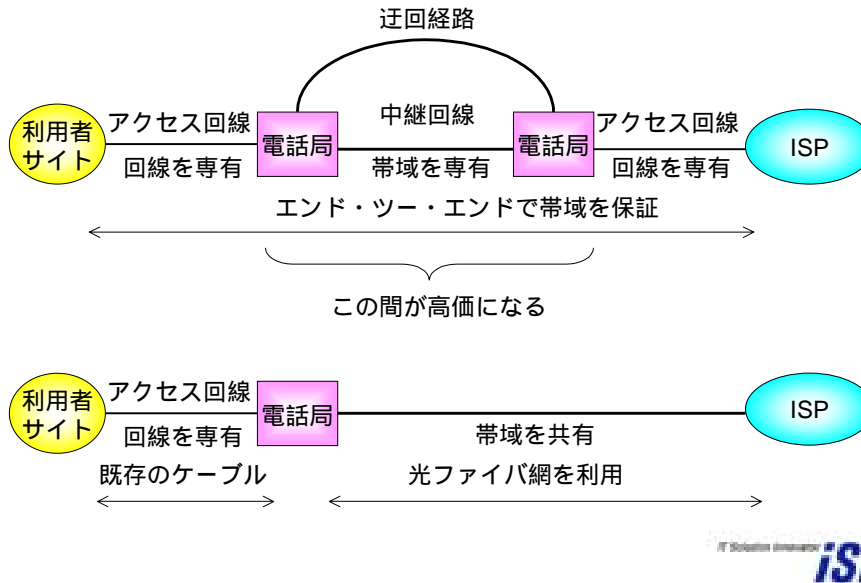 迂回経路
利用者
サイト
アクセス回線
回線を専有
電話局
中継回線
帯域を専有
電話局
アクセス回線
回線を専有
ISP
エンド・ツー・エンドで帯域を保証
この間が高価になる
利用者
サイト
アクセス回線
回線を専有
電話局
帯域を共有
ISP
既存のケーブル
光ファイバ網を利用
IT Solution Innovator